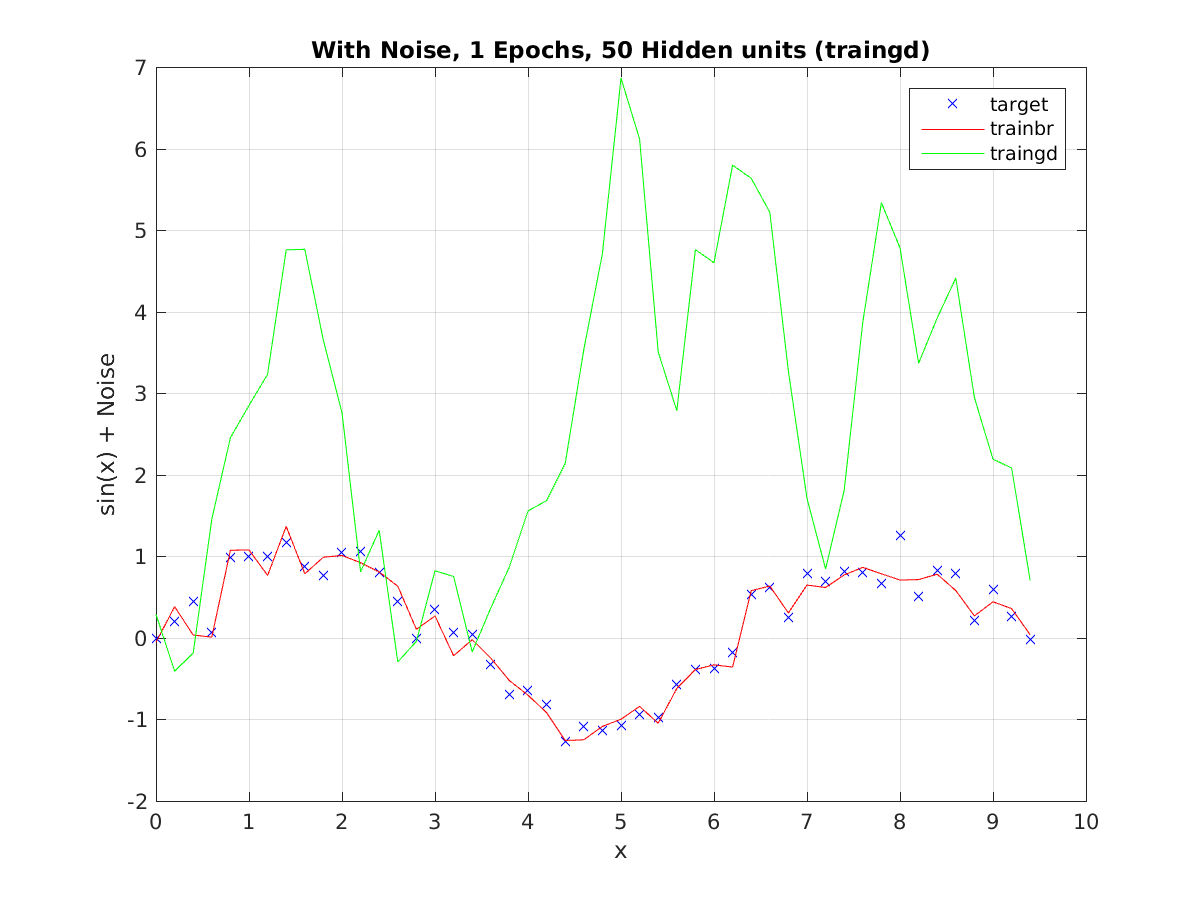 With Noise, 1 Epochs, 50 Hidden units (traingd)
7
6
5
4
3
2
1
0
-1
-2
sin(x) + Noise
target
trainbr
traingd
0 1 2 3 4 5 6 7 8 9 10
x